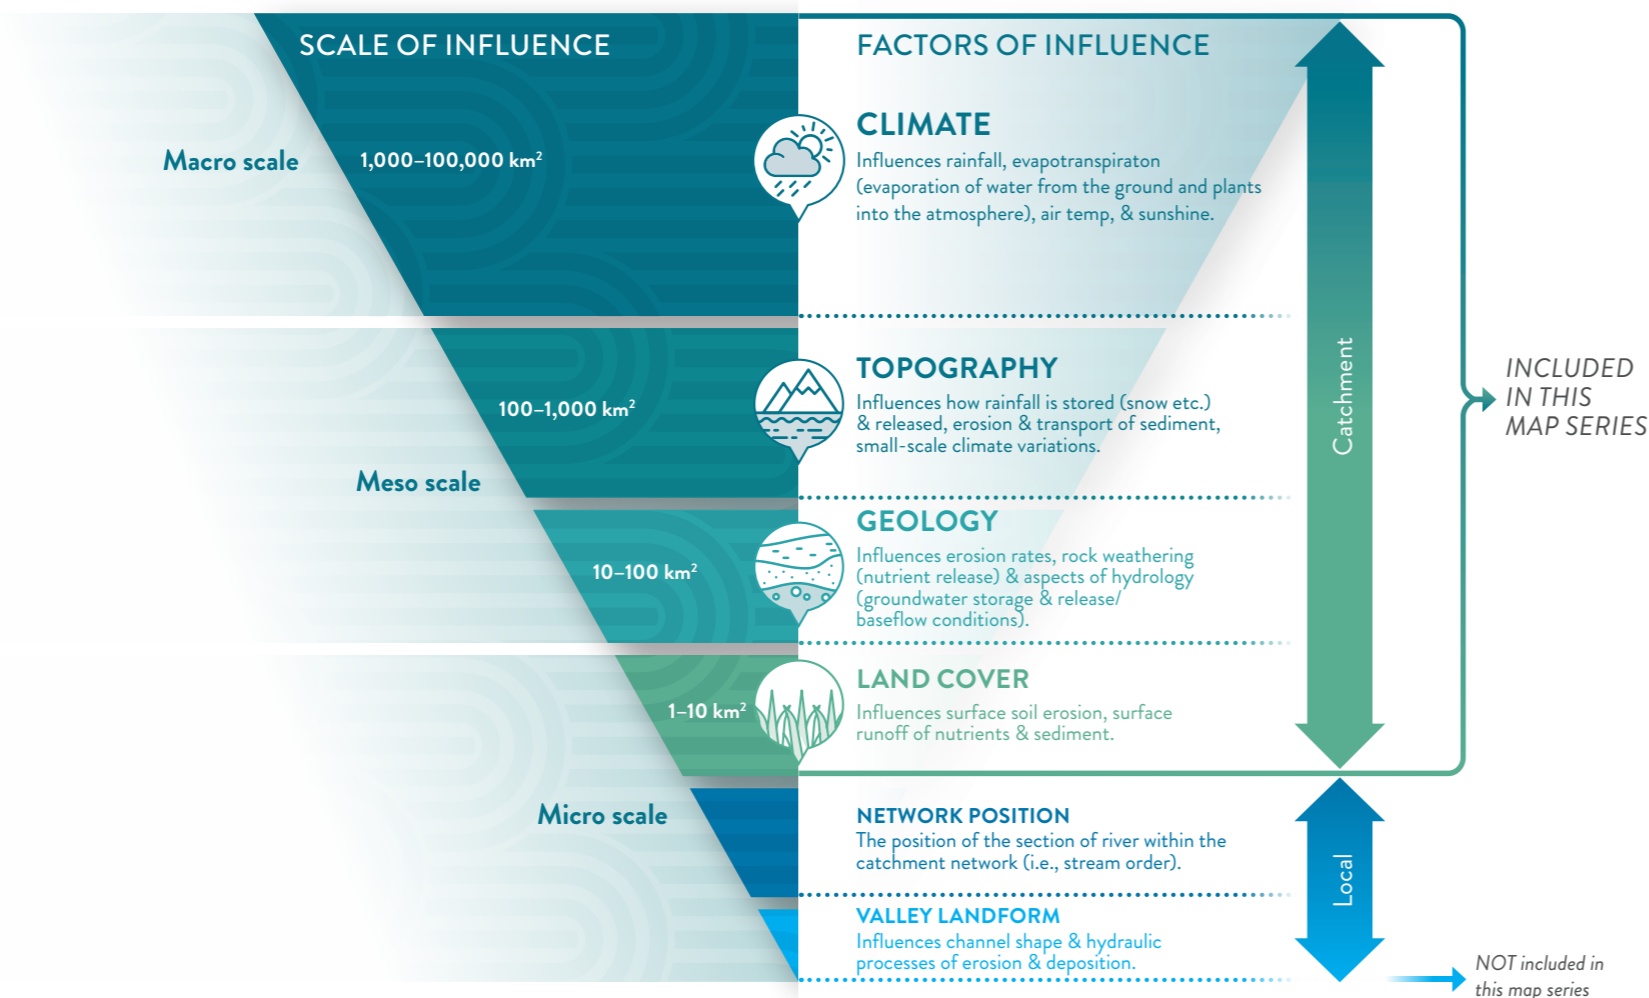 SCALE OF INFLUENCE
FACTORS OF INFLUENCE
Macro scale
1,000–100,000 km²
CLIMATE
Influences rainfall, evapotranspiraton
(evaporation of water from the ground and plants
into the atmosphere), air temp, & sunshine.
Meso scale
100–1,000 km²
TOPOGRAPHY
Influences how rainfall is stored (snow etc.)
& released, erosion & transport of sediment,
small-scale climate variations.
10–100 km²
GEOLOGY
Influences erosion rates, rock weathering
(nutrient release) & aspects of hydrology
(groundwater storage & release/
baseflow conditions).
Micro scale
1–10 km²
LAND COVER
Influences surface soil erosion, surface
runoff of nutrients & sediment.
NETWORK POSITION
The position of the section of river within the
catchment network (i.e., stream order).
VALLEY LANDFORM
Influences channel shape & hydraulic
processes of erosion & deposition.
Catchment
Local
INCLUDED
IN THIS
MAP SERIES
NOT included in
this map series